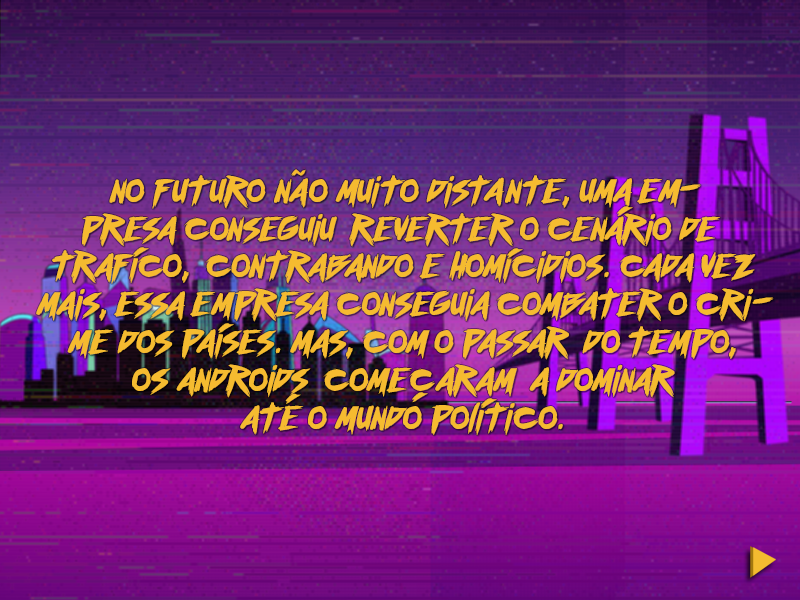 NO FUTURO NÃO MUITO DISTANTE, UMA EM-
PRESA CONSEGUIU REVERTER O CENÁRIO DE
TRAFÍCO, CONTRABANDO E HOMÍCIDIOS. CADA VEZ
MAIS, ESSA EMPRESA CONSEGUIA COMBATER O CRI-
ME DOS PAÍSES. MAS, COM O PASSAR DO TEMPO,
OS ANDROIDS COMEÇARAM A DOMINAR
ATÉ O MUNDO POLÍTICO.